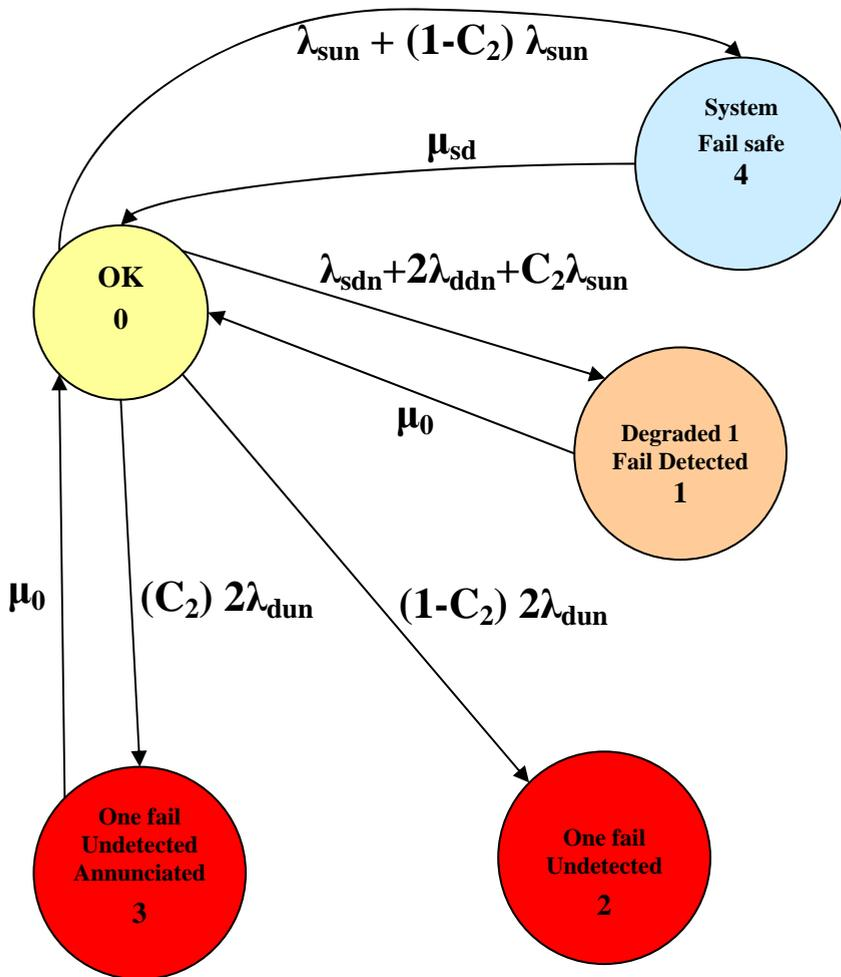 λsun + (1-C2) λsun
System
Fail safe
4
μsd
OK
0
λsdn+2λddn+C2λsun
μ0
Degraded 1
Fail Detected
1
μ0
(C2) 2λdun
(1-C2) 2λdun
One fail
Undetected
Annunciated
3
One fail
Undetected
2